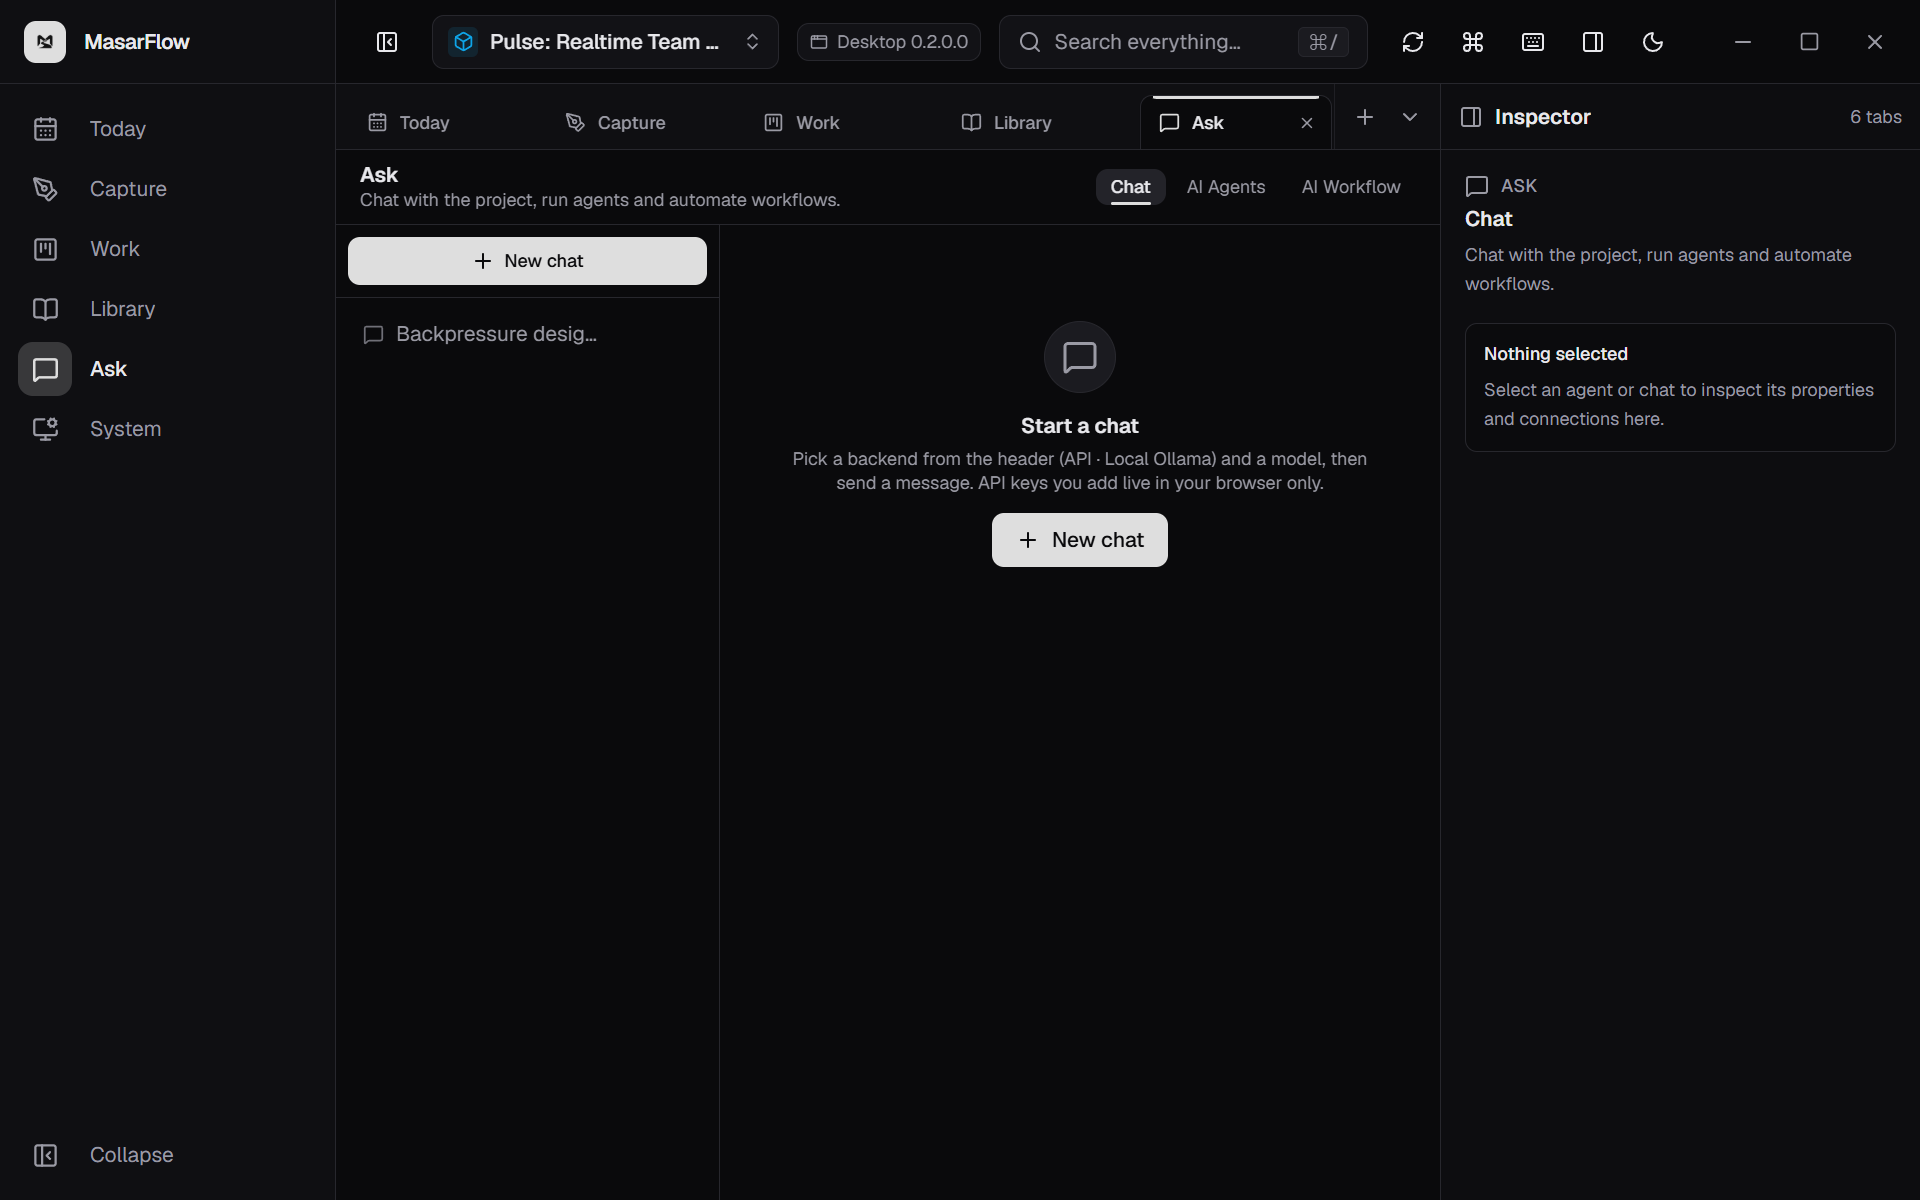 MasarFlow
Pulse: Realtime Team ...
Desktop 0.2.0.0
Search everything...
⌘/
Today
Capture
Work
Library
Ask
System
Collapse
Today
Capture
Work
Library
Ask
Ask
Chat with the project, run agents and automate workflows.
Chat
AI Agents
AI Workflow
New chat
Backpressure desig...
Start a chat
Pick a backend from the header (API · Local Ollama) and a model, then
send a message. API keys you add live in your browser only.
New chat
Inspector
6 tabs
ASK
Chat
Chat with the project, run agents and automate
workflows.
Nothing selected
Select an agent or chat to inspect its properties
and connections here.